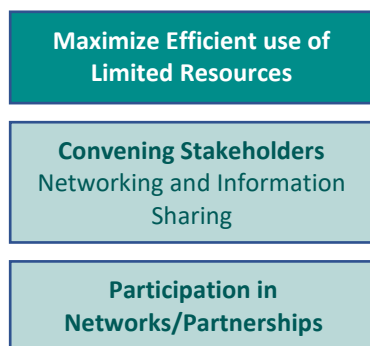 Maximize Efficient use of
Limited Resources
Convening Stakeholders
Networking and Information
Sharing
Participation in
Networks/Partnerships